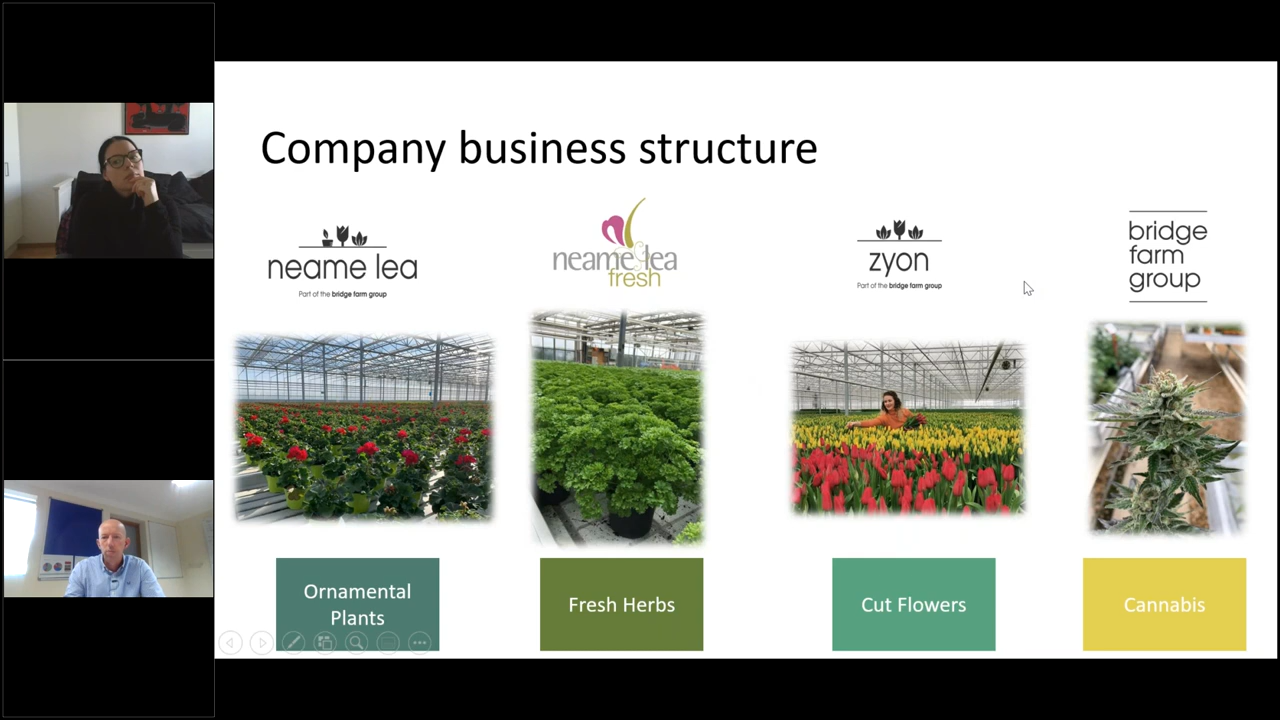 Company business structure
neame lea
Part of the bridge farm group
neame lea
fresh
zyon
Part of the bridge farm group
bridge
farm
group
Ornamental
Plants
Fresh Herbs
Cut Flowers
Cannabis